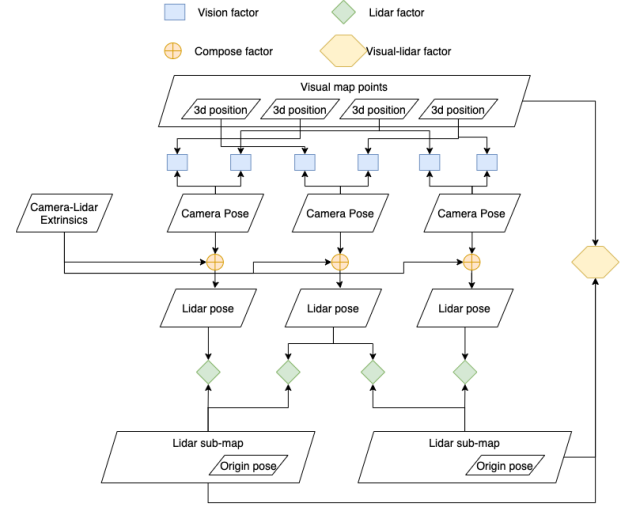 Vision factor
Lidar factor
Compose factor
Visual-lidar factor
Visual map points
3d position
3d position
3d position
3d position
Camera-Lidar
Extrinsics
Camera Pose
Camera Pose
Camera Pose
Lidar pose
Lidar pose
Lidar pose
Lidar sub-map
Origin pose
Lidar sub-map
Origin pose